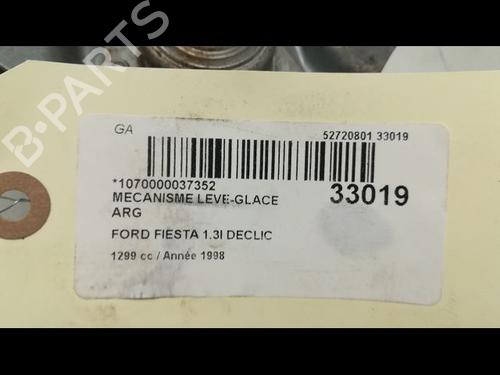 B-PARTS
GA
52720801 33019
*1070000037352
33019
MECANISME LEVE-GLACE
ARG
FORD FIESTA 1.3I DECLIC
1299 cc / Année 1998